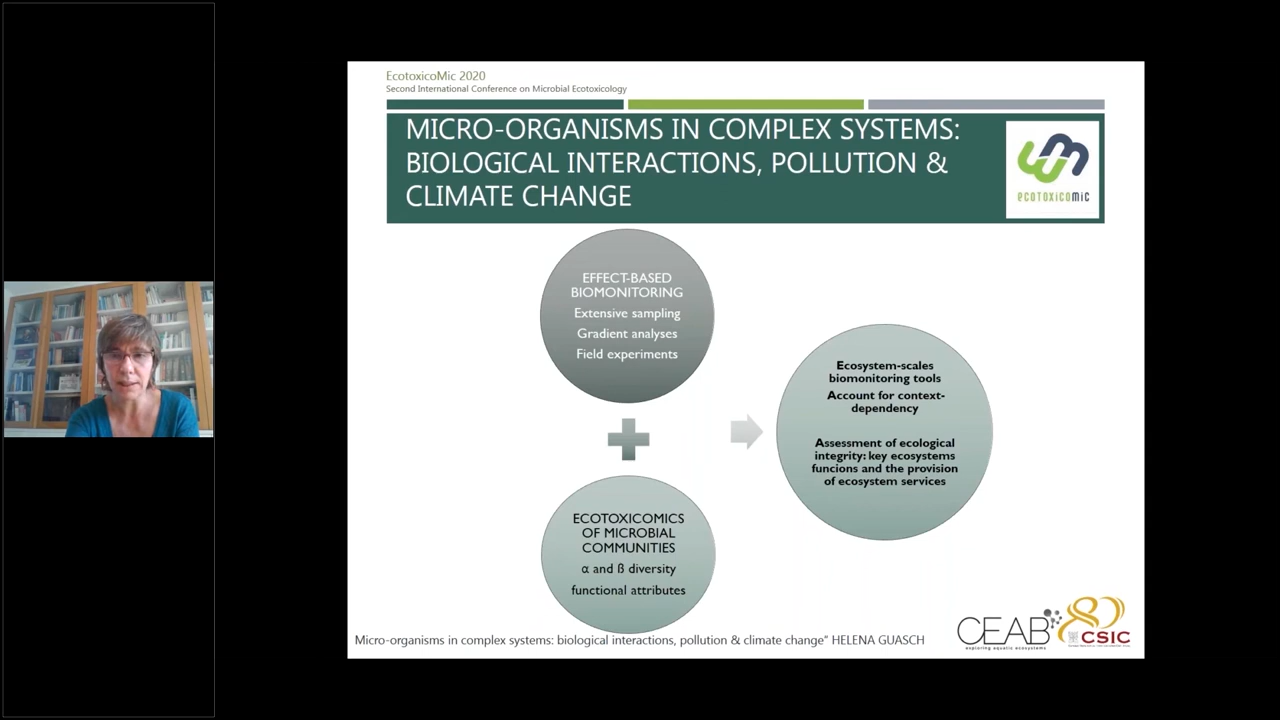 EcotoxicoMic 2020
Second International Conference on Microbial Ecotoxicology
MICRO-ORGANISMS IN COMPLEX SYSTEMS:
BIOLOGICAL INTERACTIONS, POLLUTION &
CLIMATE CHANGE
ecotoxicomic
EFFECT-BASED
BIOMONITORING
Extensive sampling
Gradient analyses
Field experiments
ECOTOXICOMICS
OF MICROBIAL
COMMUNITIES
α and ß diversity
functional attributes
Ecosystem-scales
biomonitoring tools
Account for context-
dependency
Assessment of ecological
integrity: key ecosystems
funcions and the provision
of ecosystem services
Micro-organisms in complex systems: biological interactions, pollution & climate change” HELENA GUASCH
CEAB
exploring aquatic ecosystems
80
CSIC